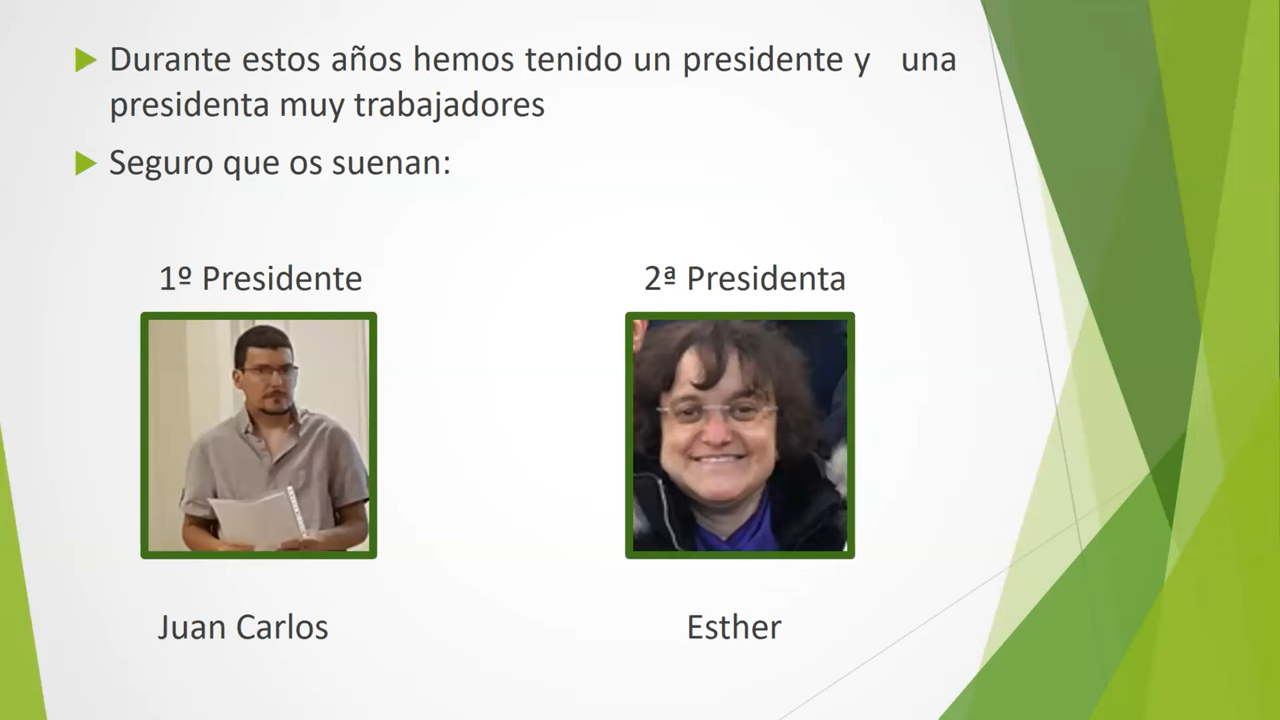 Durante estos años hemos tenido un presidente y una
presidenta muy trabajadores
Seguro que os suenan:
1º Presidente
2ª Presidenta
Juan Carlos
Esther